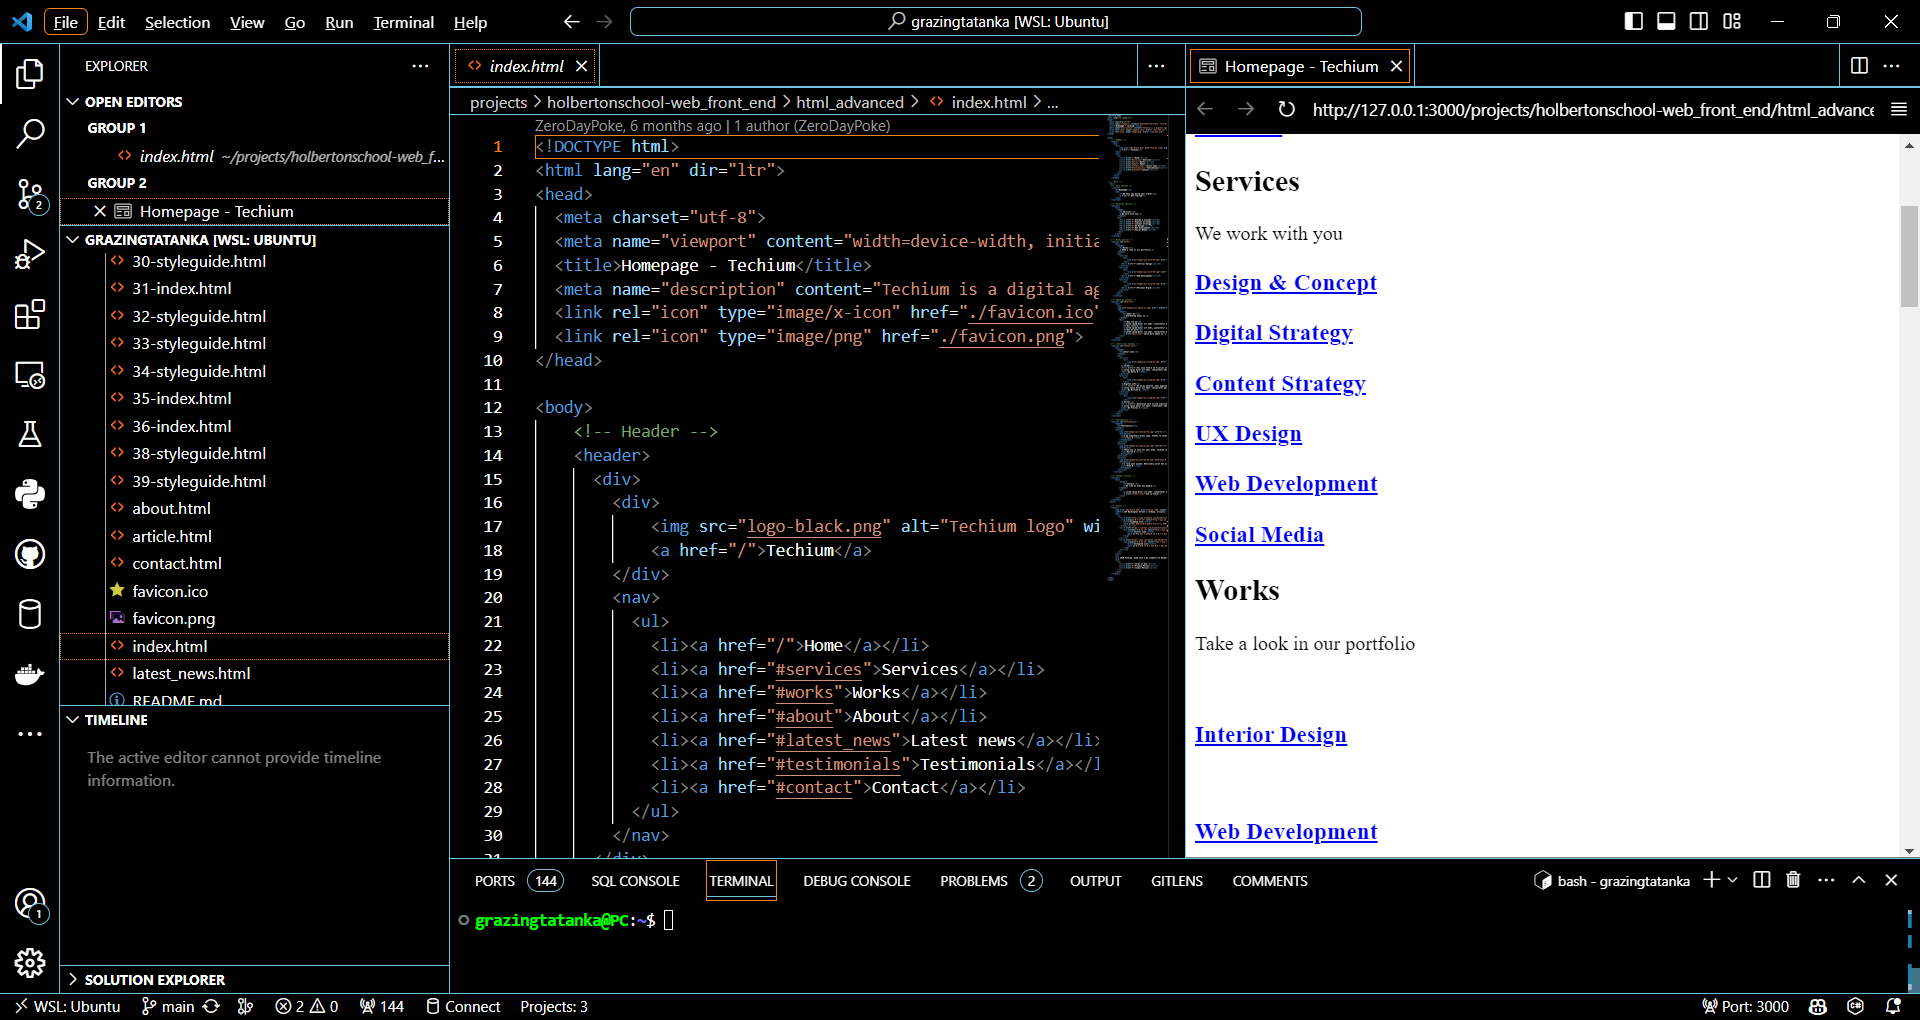 File Edit Selection View Go Run Terminal Help
grazingtatanka [WSL: Ubuntu]
EXPLORER
OPEN EDITORS
GROUP 1
index.html ~/projects/holbertonschool-web_f...
GROUP 2
Homepage - Techium
GRAZINGTATANKA [WSL: UBUNTU]
30-styleguide.html
31-index.html
32-styleguide.html
33-styleguide.html
34-styleguide.html
35-index.html
36-index.html
38-styleguide.html
39-styleguide.html
about.html
article.html
contact.html
favicon.ico
favicon.png
index.html
latest_news.html
README.md
TIMELINE
The active editor cannot provide timeline
information.
SOLUTION EXPLORER
index.html
projects > holbertonschool-web_front_end > html_advanced > index.html > ...
ZeroDayPoke, 6 months ago | 1 author (ZeroDayPoke)
1 <!DOCTYPE html>
2 <html lang="en" dir="ltr">
3 <head>
4 <meta charset="utf-8">
5 <meta name="viewport" content="width=device-width, initia
6 <title>Homepage - Techium</title>
7 <meta name="description" content="Techium is a digital ag
8 <link rel="icon" type="image/x-icon" href="./favicon.ico"
9 <link rel="icon" type="image/png" href="./favicon.png">
10 </head>
11
12 <body>
13 <!-- Header -->
14 <header>
15 <div>
16 <div>
17 <img src="logo-black.png" alt="Techium logo" wi
18 <a href="/">Techium</a>
19 </div>
20 <nav>
21 <ul>
22 <li><a href="/">Home</a></li>
23 <li><a href="#services">Services</a></li>
24 <li><a href="#works">Works</a></li>
25 <li><a href="#about">About</a></li>
26 <li><a href="#latest_news">Latest news</a></li>
27 <li><a href="#testimonials">Testimonials</a></l
28 <li><a href="#contact">Contact</a></li>
29 </ul>
30 </nav>
31 </div>
Homepage - Techium
http://127.0.0.1:3000/projects/holbertonschool-web_front_end/html_advance
Services
We work with you
Design & Concept
Digital Strategy
Content Strategy
UX Design
Web Development
Social Media
Works
Take a look in our portfolio
Interior Design
Web Development
PORTS 144 SQL CONSOLE TERMINAL DEBUG CONSOLE PROBLEMS 2 OUTPUT GITLENS COMMENTS
bash - grazingtatanka
grazingtatanka@PC:~$
WSL: Ubuntu main 2 0 144 Connect Projects: 3
Port: 3000